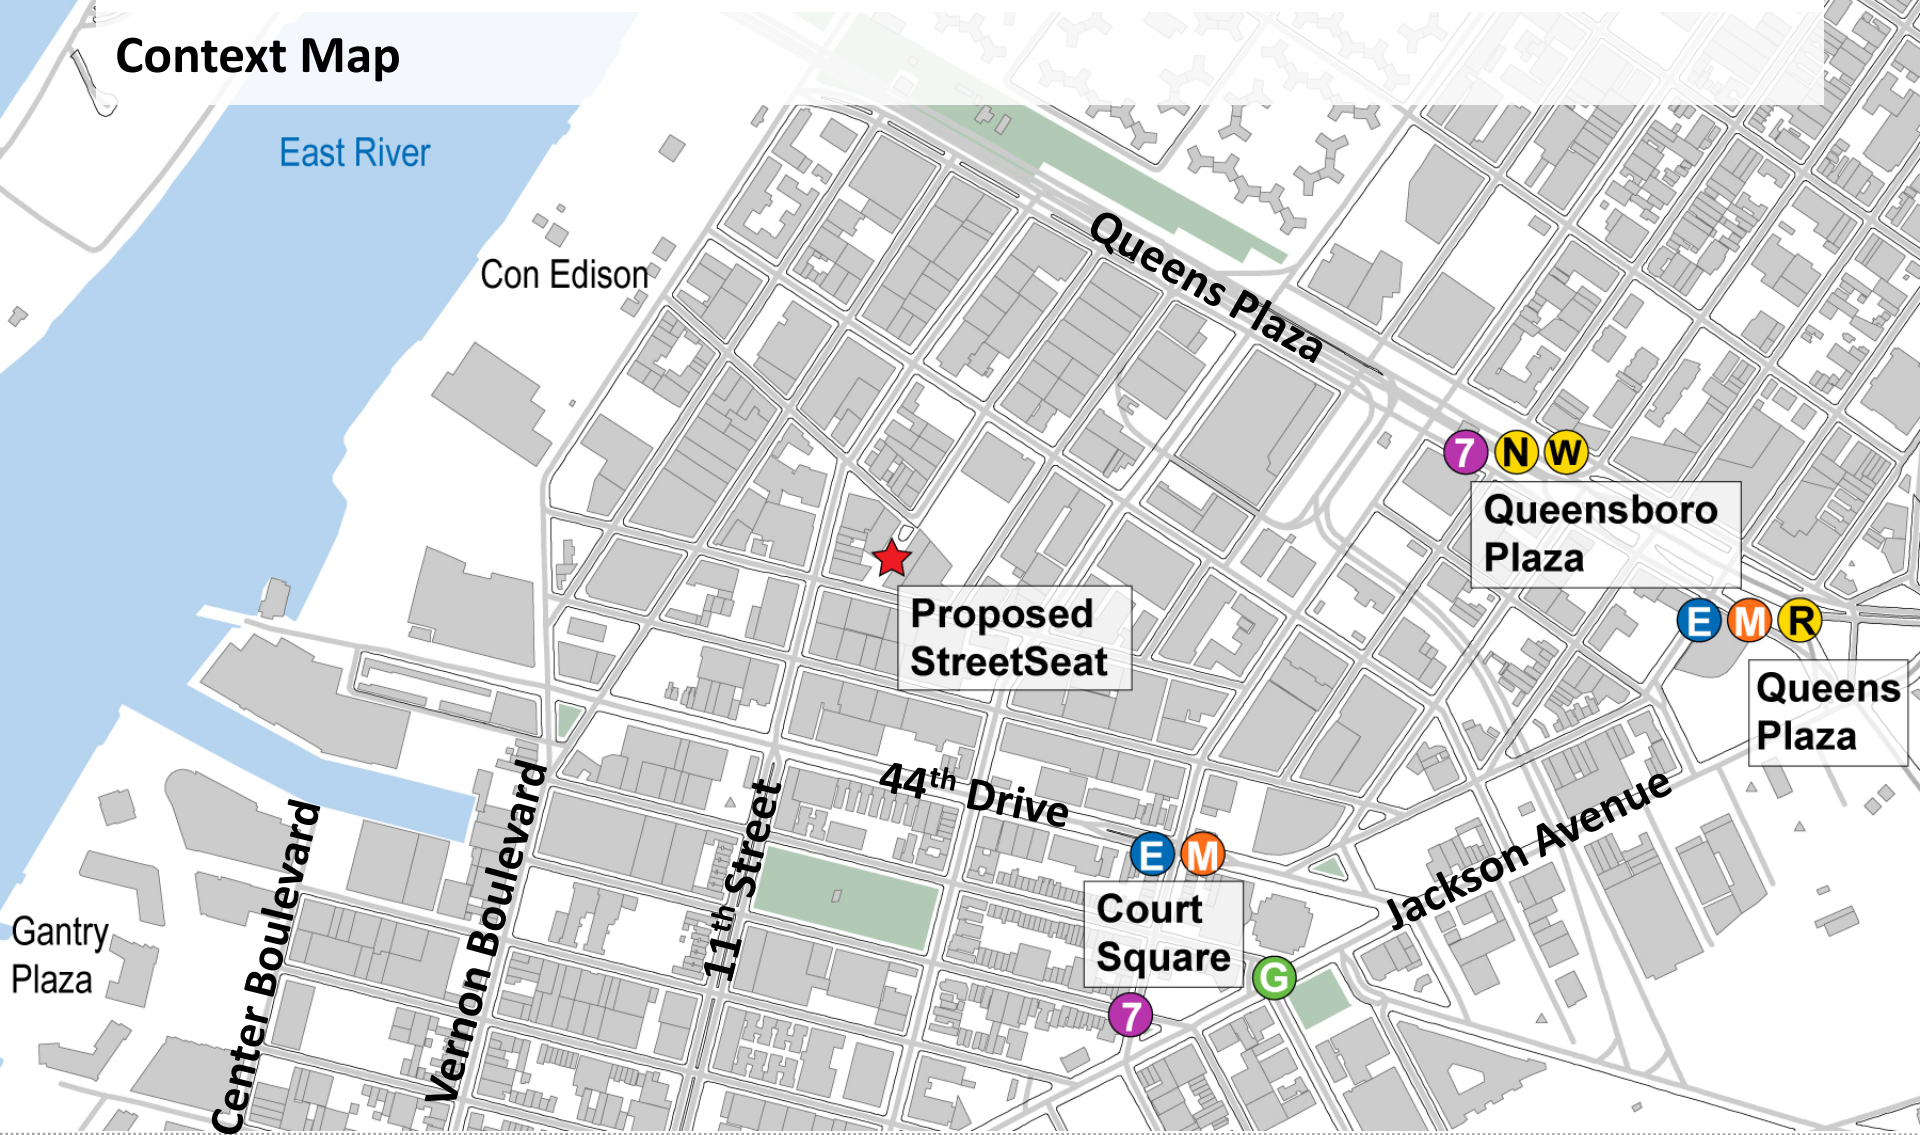 Context Map
East River
Con Edison
Queens Plaza
7 N W
Queensboro
Plaza
Proposed
StreetSeat
E M R
Queens
Plaza
44th Drive
Jackson Avenue
E M
Court
Square
G
7
11th Street
Vernon Boulevard
Center Boulevard
Gantry
Plaza